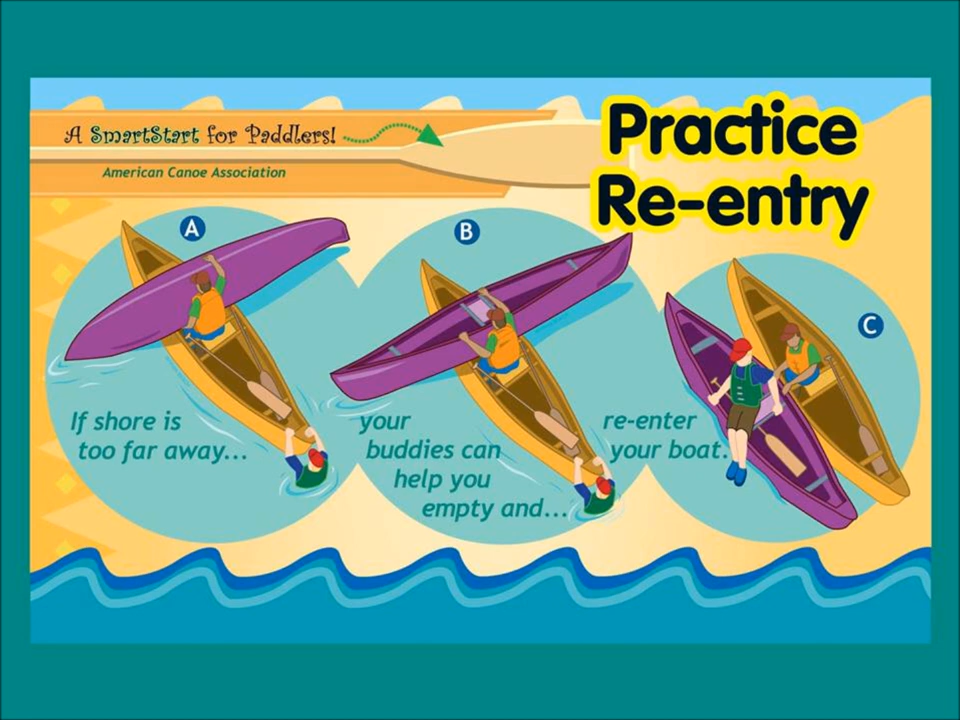 A SmartStart for Paddlers!
American Canoe Association
Practice
Re-entry
A
If shore is
too far away...
B
your
buddies can
help you
empty and...
C
re-enter
your boat.